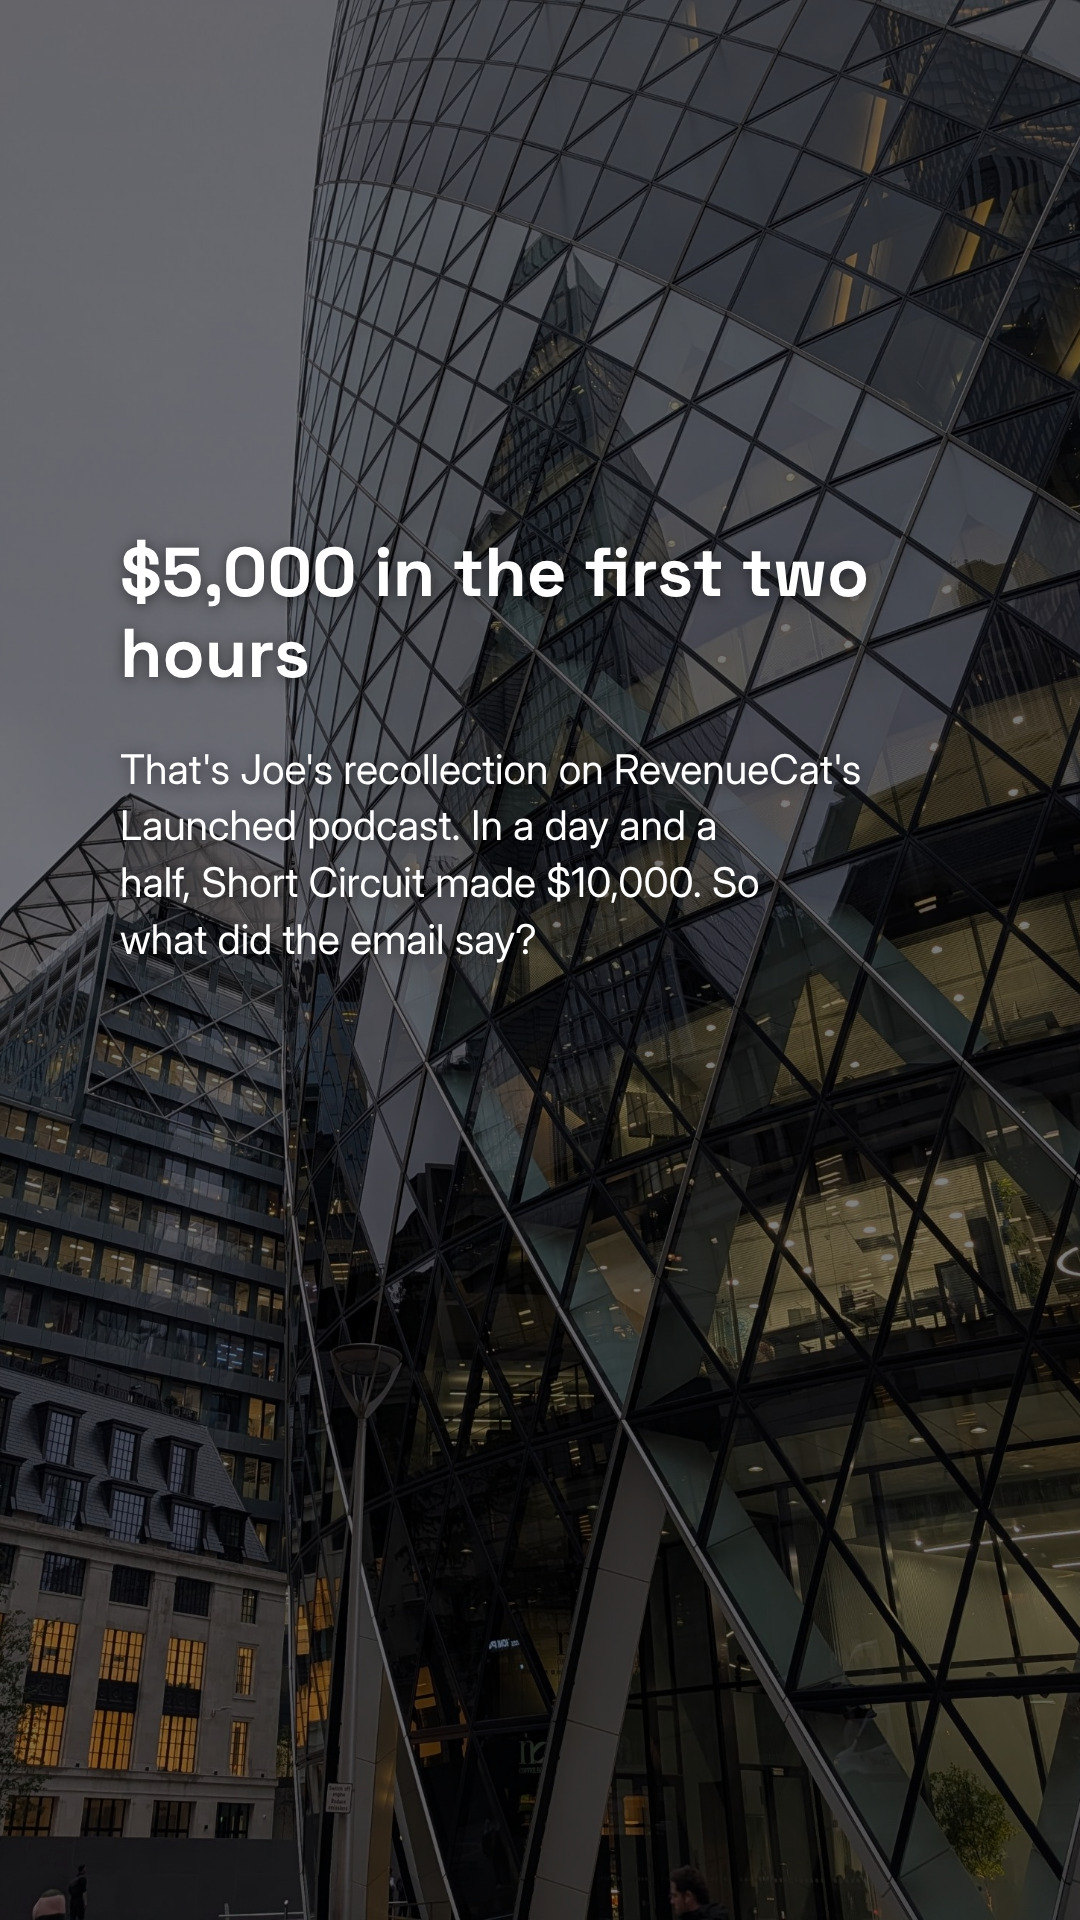 $5,000 in the first two
hours
That's Joe's recollection on RevenueCat's
Launched podcast. In a day and a
half, Short Circuit made $10,000. So
what did the email say?